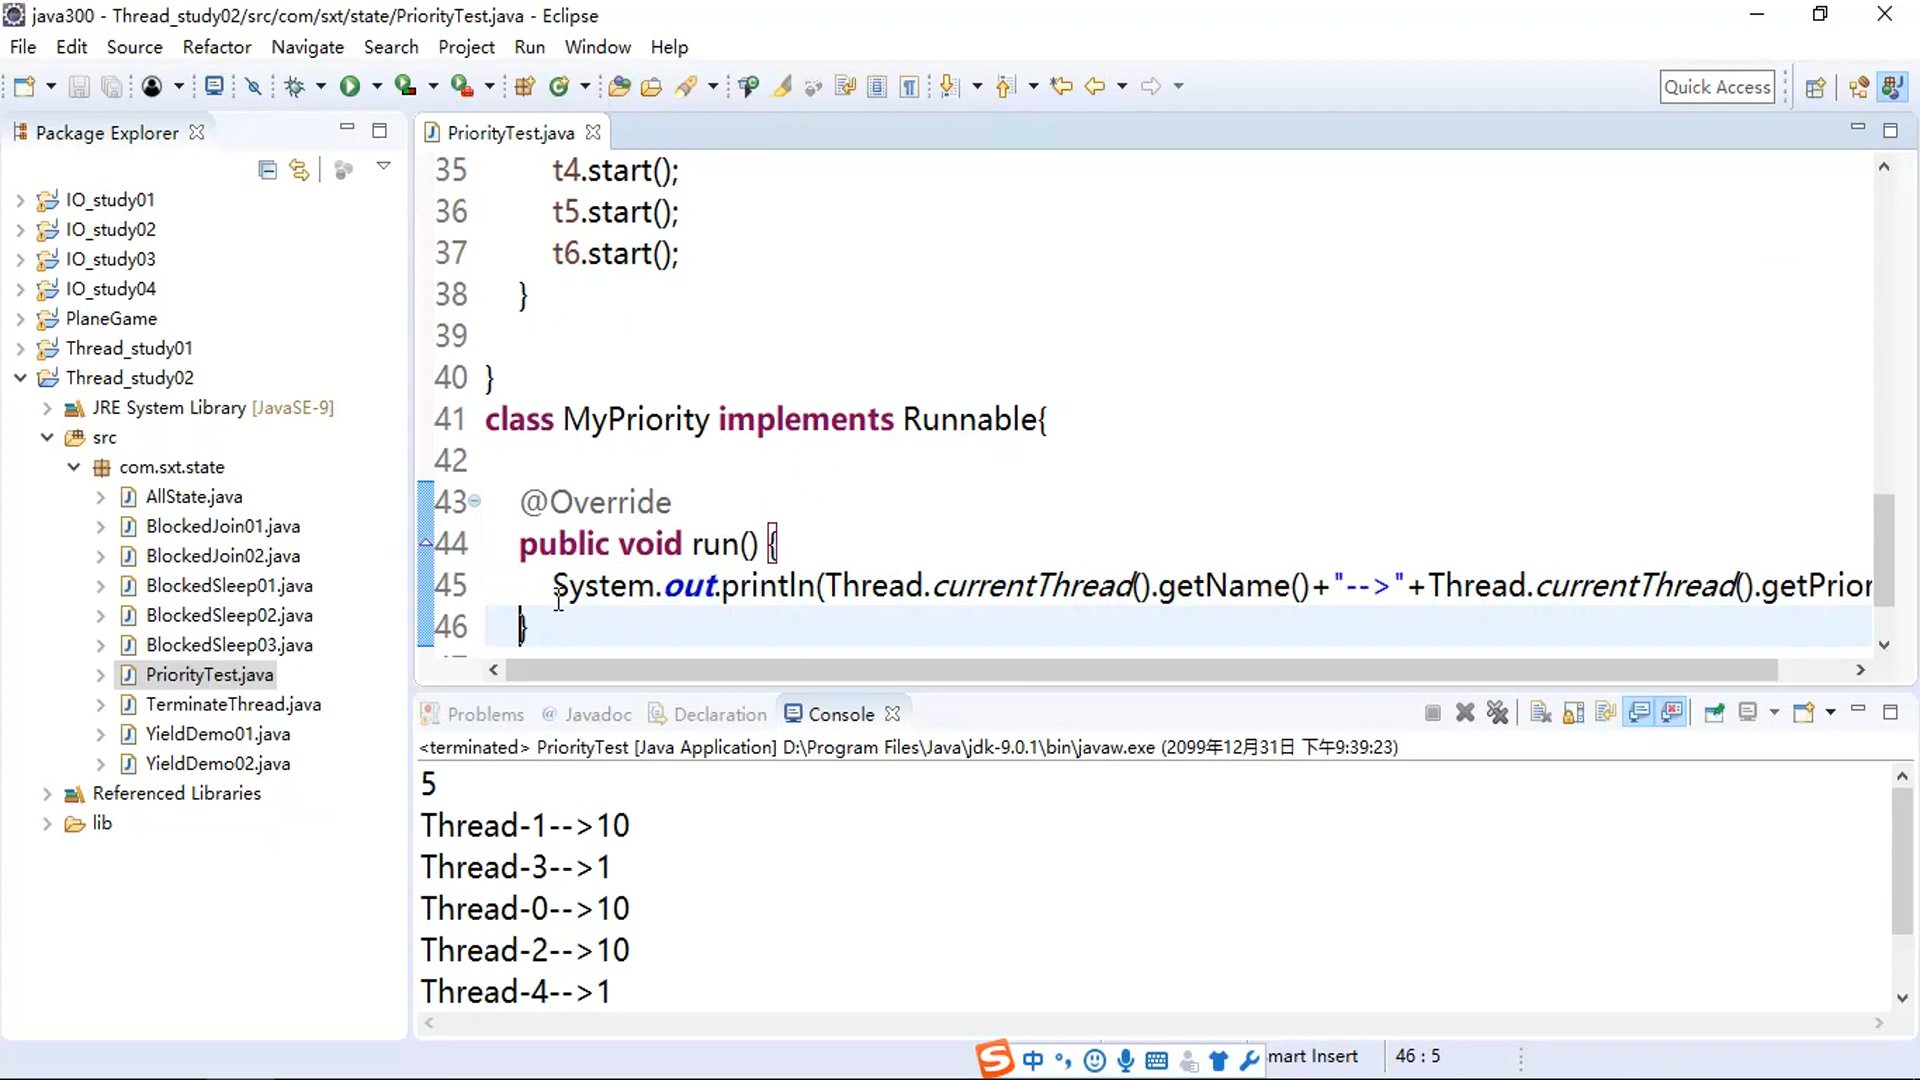 java300 - Thread_study02/src/com/sxt/state/PriorityTest.java - Eclipse
File Edit Source Refactor Navigate Search Project Run Window Help
Quick Access
Package Explorer
PriorityTest.java
IO_study01
IO_study02
IO_study03
IO_study04
PlaneGame
Thread_study01
Thread_study02
JRE System Library [JavaSE-9]
src
com.sxt.state
AllState.java
BlockedJoin01.java
BlockedJoin02.java
BlockedSleep01.java
BlockedSleep02.java
BlockedSleep03.java
PriorityTest.java
TerminateThread.java
YieldDemo01.java
YieldDemo02.java
Referenced Libraries
lib
35 t4.start();
36 t5.start();
37 t6.start();
38 }
39
40 }
41 class MyPriority implements Runnable{
42
43 @Override
44 public void run() {
45 System.out.println(Thread.currentThread().getName()+"-->"+Thread.currentThread().getPrior
46 }
Problems @ Javadoc Declaration Console
<terminated> PriorityTest [Java Application] D:\Program Files\Java\jdk-9.0.1\bin\javaw.exe (2099年12月31日 下午9:39:23)
5
Thread-1-->10
Thread-3-->1
Thread-0-->10
Thread-2-->10
Thread-4-->1
中
mart Insert
46 : 5